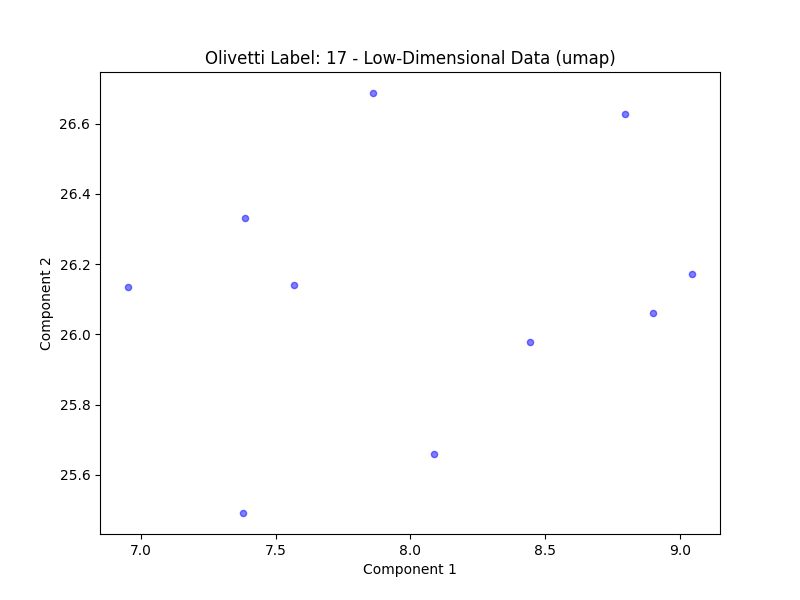 Olivetti Label: 17 - Low-Dimensional Data (umap)
26.6
26.4
26.2
26.0
25.8
25.6
Component 2
7.0 7.5 8.0 8.5 9.0
Component 1